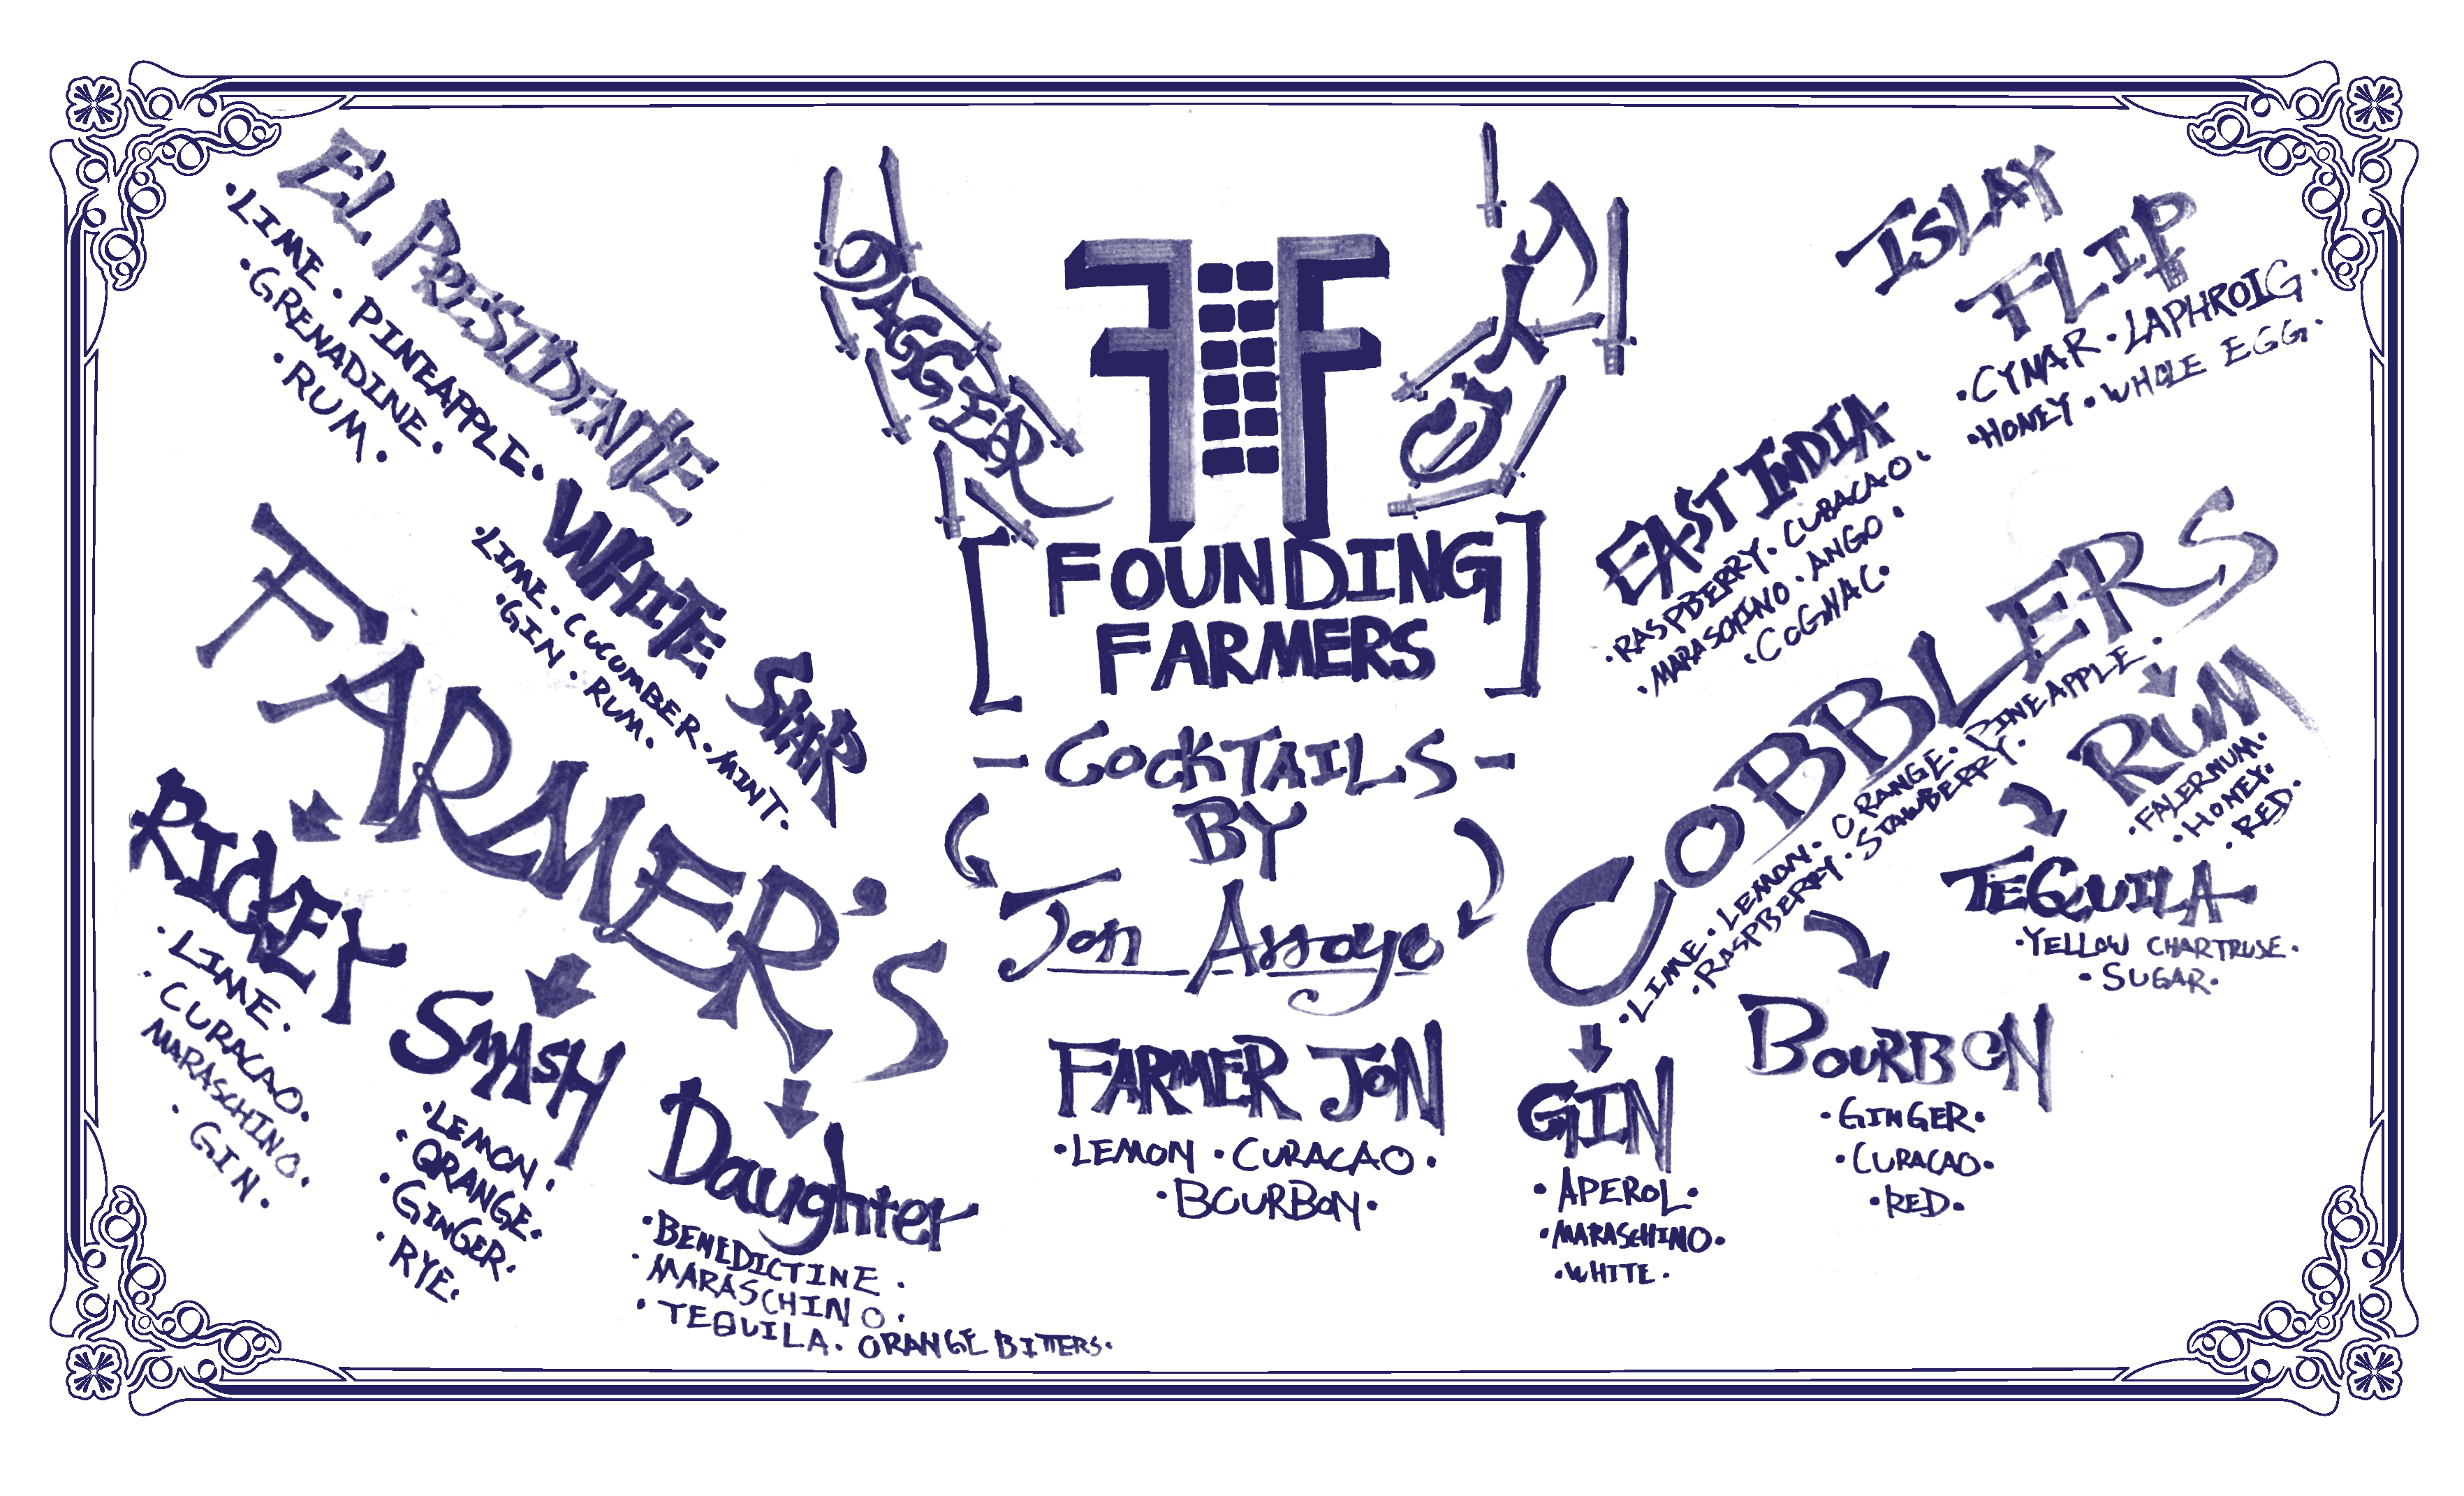 EL PRESIDENTE
·LIME·PINEAPPLE·
·GRENADINE·
·RUM·
WHITE STAR
·LIME·CUCUMBER·MINT·
·GIN·RUM·
FARMER'S
RICKEY
·LIME·
·CURACAO·
MARASCHINO·
·GIN·
SMASH
·LEMON·
·ORANGE·
·GINGER·
·RYE·
Daughter
·BENEDICTINE·
·MARASCHINO·
·TEQUILA·ORANGE BITTERS·
DAGGER
FF
[FOUNDING
FARMERS]
-COCKTAILS-
BY
Jon Arroyo
FARMER JON
·LEMON·CURACAO·
·BOURBON·
ISLAY
FLIP
·CYNAR·LAPHROIG·
·HONEY·WHOLE EGG·
EAST INDIA
·RASPBERRY·CURACAO·
·MARASCHINO·ANGO·
·COGNAC·
COBBLERS
·LIME·LEMON·ORANGE·PINEAPPLE·
·RASPBERRY·STAWBERRY·
RUM
·FALERNUM·
·HONEY·
·RED·
TEQUILA
·YELLOW CHARTRUSE·
·SUGAR·
BOURBON
·GINGER·
·CURACAO·
·RED·
GIN
·APEROL·
·MARASCHINO·
·WHITE·